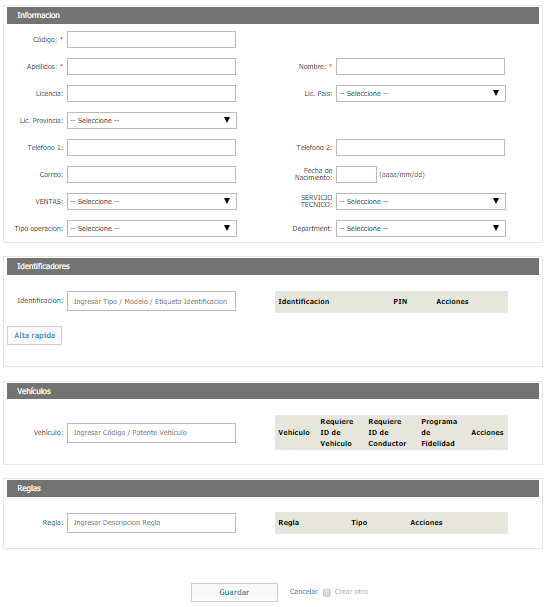 Informacion
Código: *
Apellidos: * Nombre: *
Licencia: Lic. Pais: -- Seleccione --
Lic. Provincia: -- Seleccione --
Telefono 1: Telefono 2:
Correo: Fecha de Nacimiento: (aaaa/mm/dd)
VENTAS: -- Seleccione -- SERVICIO TECNICO: -- Seleccione --
Tipo operacion: -- Seleccione -- Department: -- Seleccione --
Identificadores
Identificacion: Ingresar Tipo / Modelo / Etiqueta Identificacion Identificacion PIN Acciones
Alta rapida
Vehículos
Vehículo: Ingresar Código / Patente Vehículo Vehiculo Requiere ID de Vehiculo Requiere ID de Conductor Programa de Fidelidad Acciones
Reglas
Regla: Ingresar Descripcion Regla Regla Tipo Acciones
Guardar Cancelar Crear otro